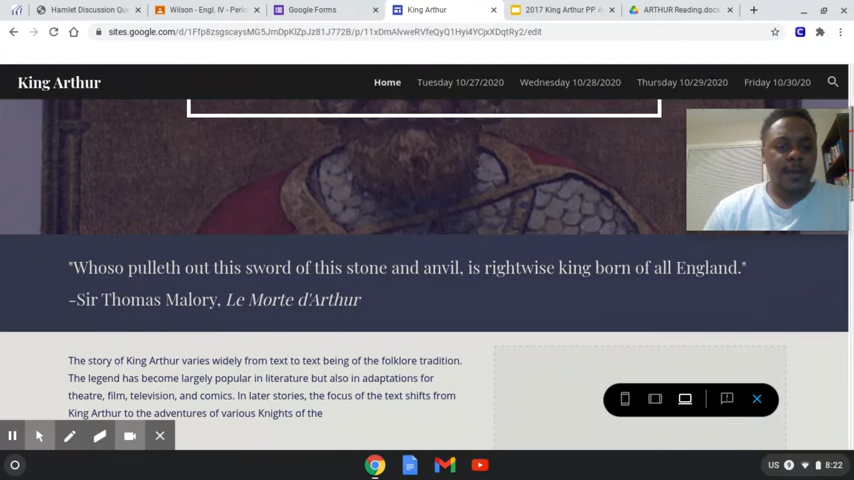 Hamlet Discussion Que
Wilson - Engl. IV - Perio
Google Forms
King Arthur
2017 King Arthur PP A
ARTHUR Reading.docx
sites.google.com/d/1Ffp8zsgscaysMG5JmDpKlZpJz81J772B/p/11xDmAlvweRVfeQyQ1Hyi4YCjxXDqtRy2/edit
King Arthur
Home Tuesday 10/27/2020 Wednesday 10/28/2020 Thursday 10/29/2020 Friday 10/30/20
"Whoso pulleth out this sword of this stone and anvil, is rightwise king born of all England."
-Sir Thomas Malory, Le Morte d'Arthur
The story of King Arthur varies widely from text to text being of the folklore tradition.
The legend has become largely popular in literature but also in adaptations for
theatre, film, television, and comics. In later stories, the focus of the text shifts from
King Arthur to the adventures of various Knights of the
US 9 8:22